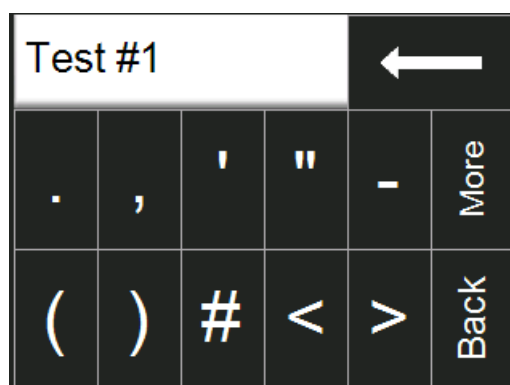 Test #1
. , ' " - More
( ) # < > Back